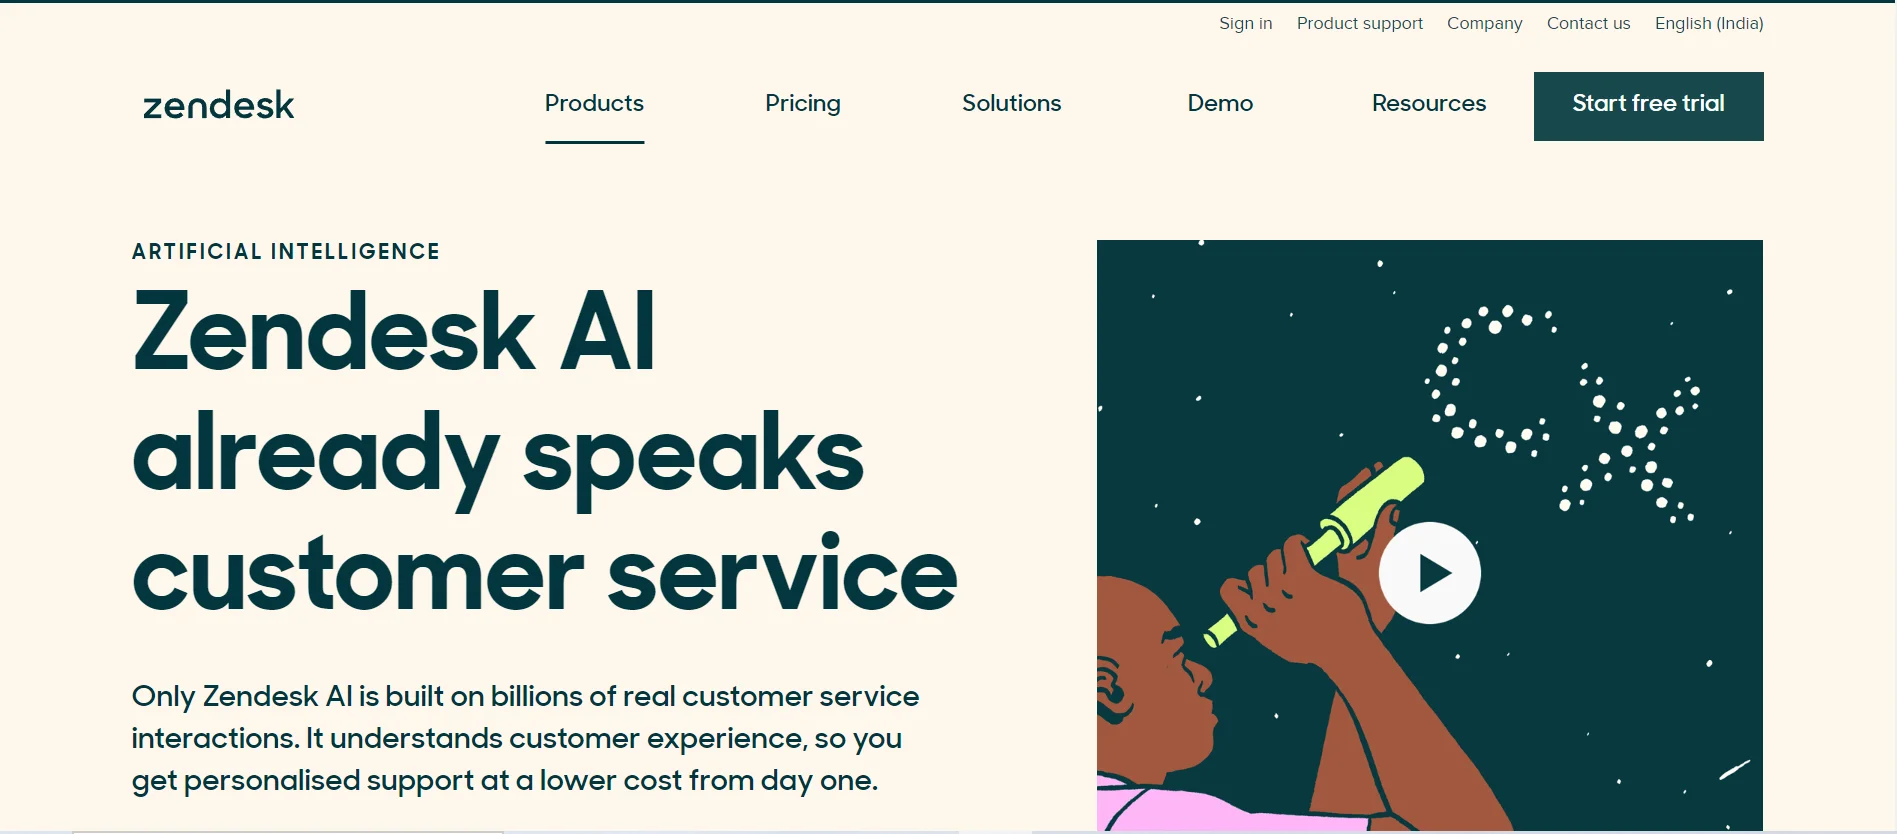 Sign in Product support Company Contact us English (India)
zendesk Products Pricing Solutions Demo Resources Start free trial
ARTIFICIAL INTELLIGENCE
Zendesk AI
already speaks
customer service
CX
Only Zendesk AI is built on billions of real customer service
interactions. It understands customer experience, so you
get personalised support at a lower cost from day one.